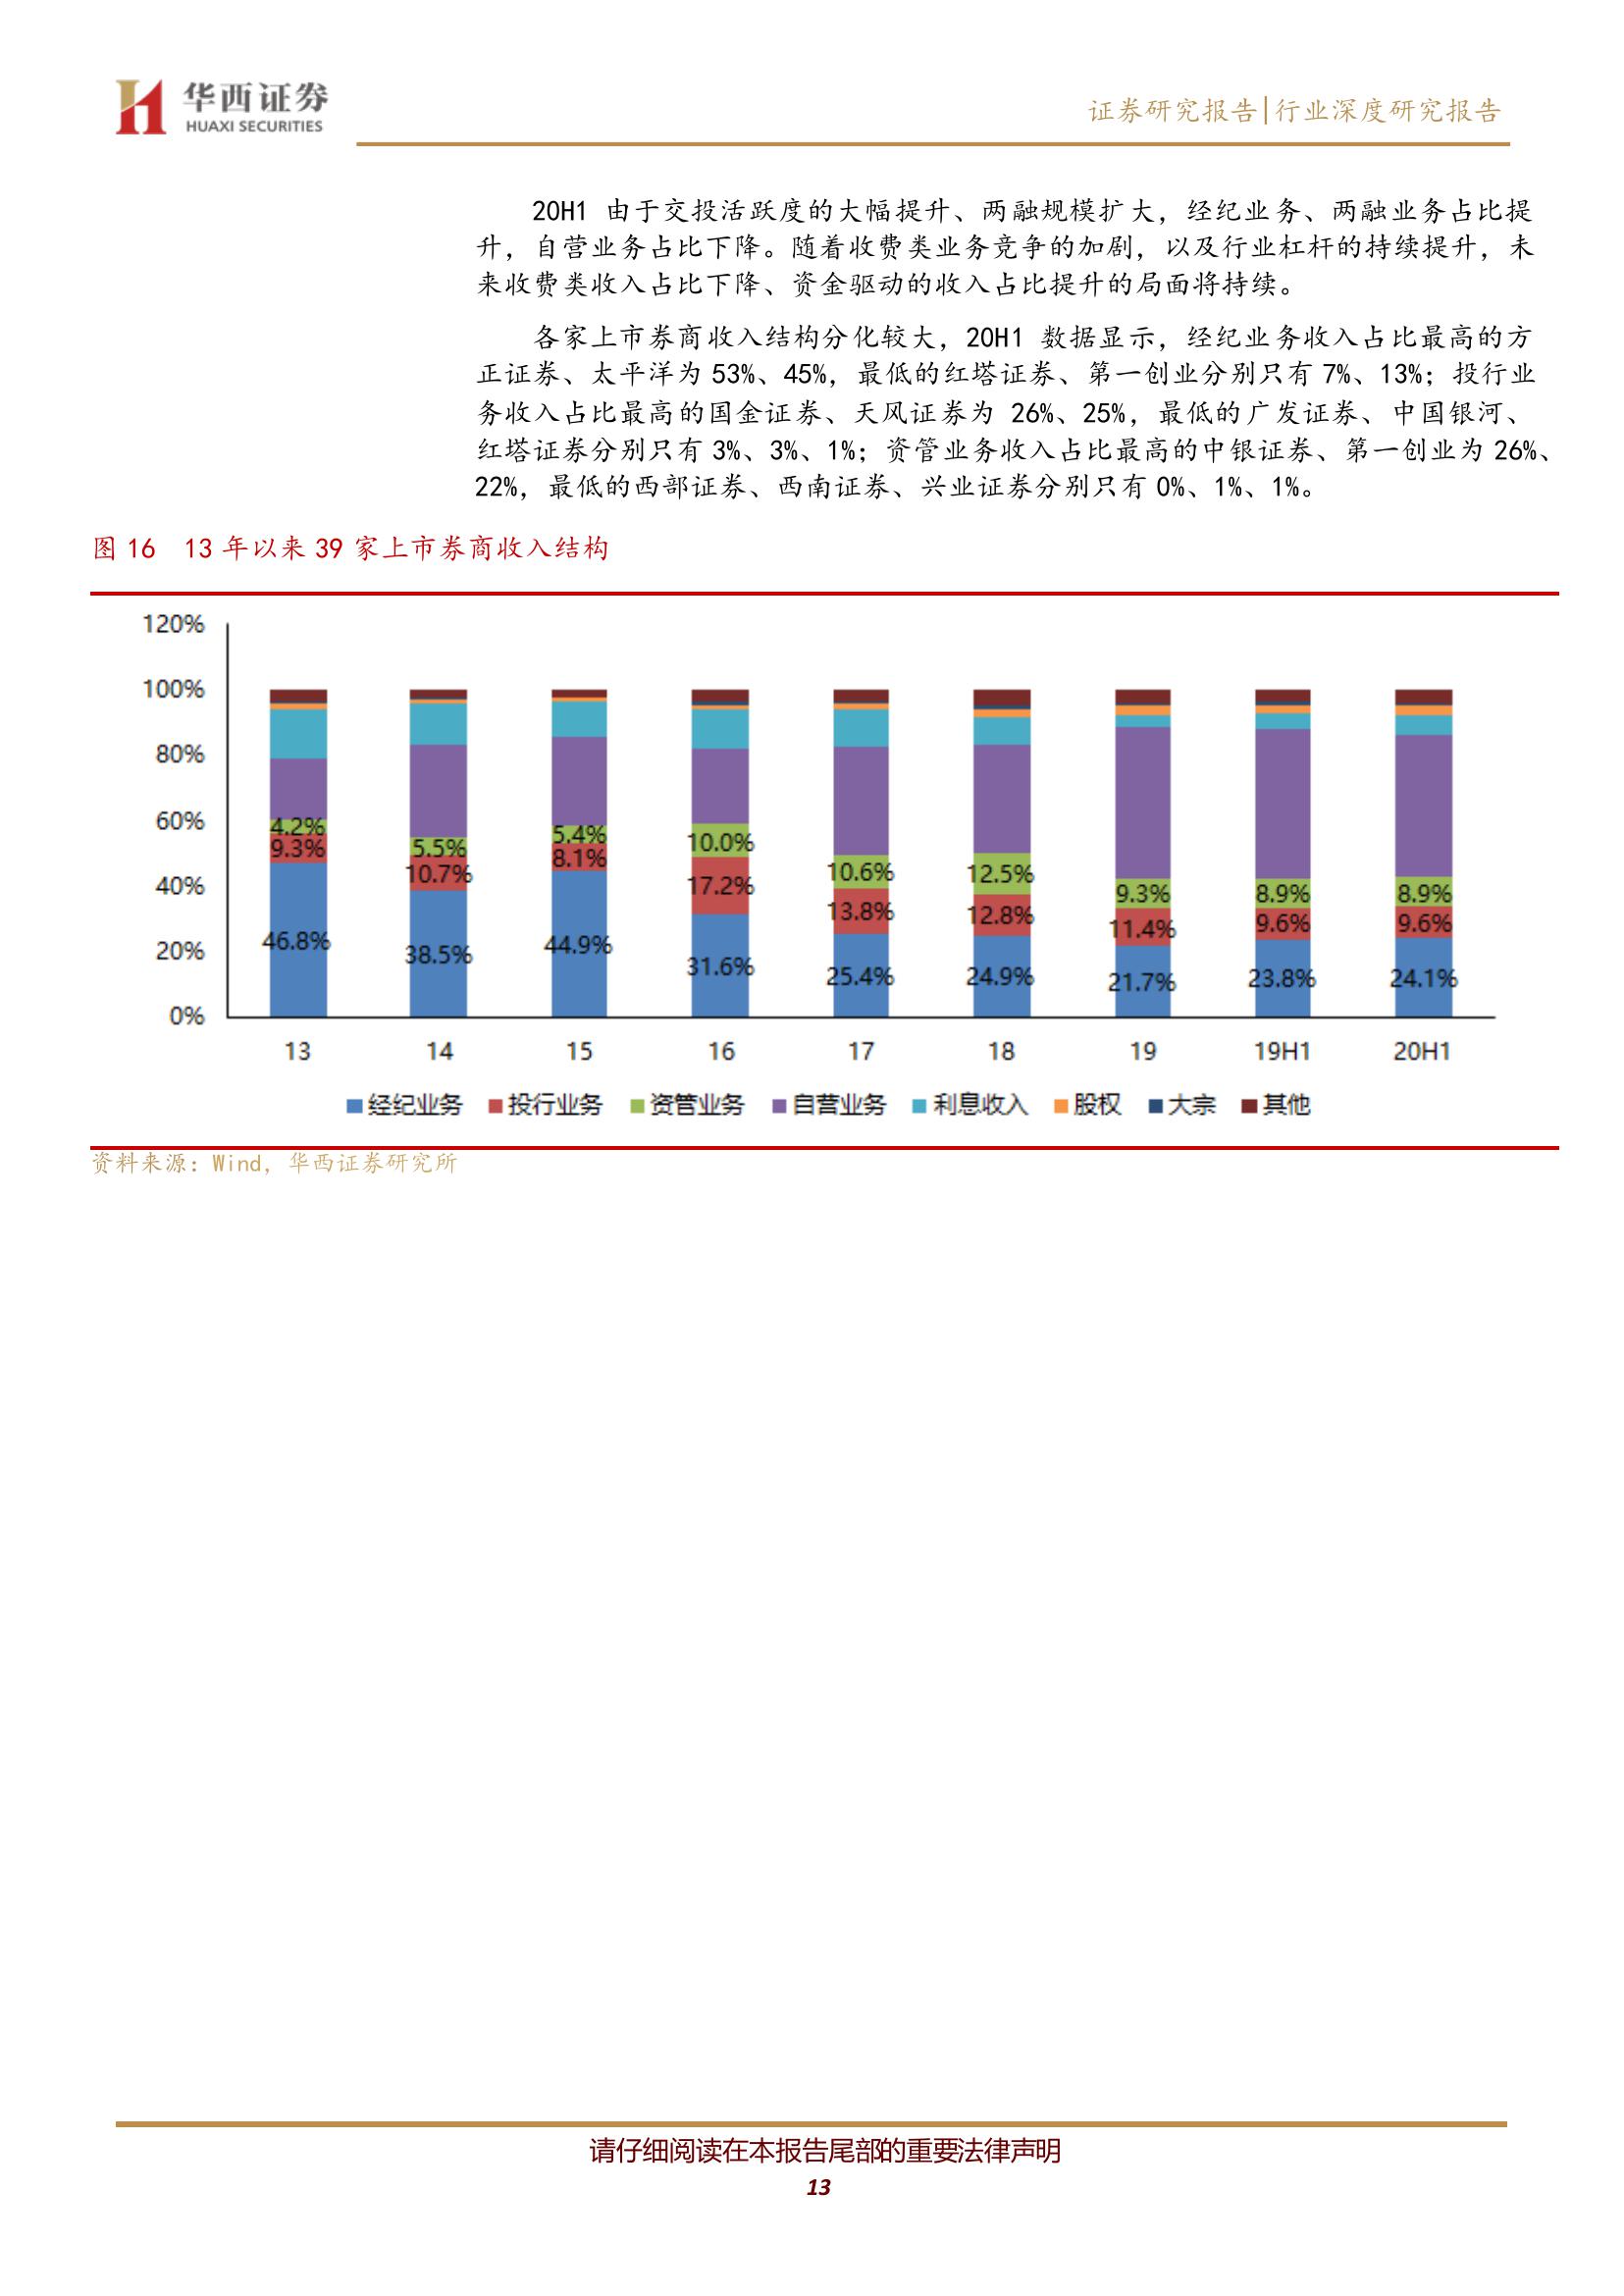 华西证券
HUAXI SECURITIES
证券研究报告|行业深度研究报告
20H1 由于交投活跃度的大幅提升、两融规模扩大，经纪业务、两融业务占比提
升，自营业务占比下降。随着收费类业务竞争的加剧，以及行业杠杆的持续提升，未
来收费类收入占比下降、资金驱动的收入占比提升的局面将持续。
各家上市券商收入结构分化较大，20H1 数据显示，经纪业务收入占比最高的方
正证券、太平洋为 53%、45%，最低的红塔证券、第一创业分别只有 7%、13%；投行业
务收入占比最高的国金证券、天风证券为 26%、25%，最低的广发证券、中国银河、
红塔证券分别只有 3%、3%、1%；资管业务收入占比最高的中银证券、第一创业为 26%、
22%，最低的西部证券、西南证券、兴业证券分别只有 0%、1%、1%。
图 16 13 年以来 39 家上市券商收入结构
120%
100%
80%
60%
40%
20%
0%
4.2% 5.5% 5.4% 10.0% 10.6% 12.5% 9.3% 8.9% 8.9%
9.3% 10.7% 8.1% 17.2% 13.8% 12.8% 11.4% 9.6% 9.6%
46.8% 38.5% 44.9% 31.6% 25.4% 24.9% 21.7% 23.8% 24.1%
13 14 15 16 17 18 19 19H1 20H1
经纪业务 投行业务 资管业务 自营业务 利息收入 股权 大宗 其他
资料来源：Wind，华西证券研究所
请仔细阅读在本报告尾部的重要法律声明
13